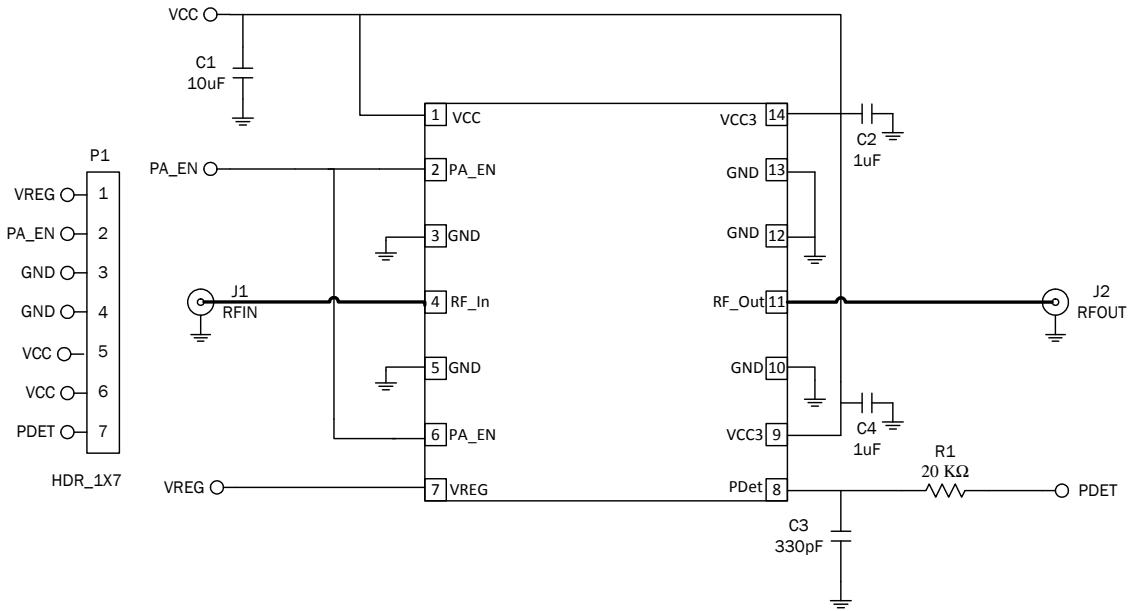 VCC
C1
10uF
1 VCC
VCC3 14
C2
1uF
PA_EN
2 PA_EN
GND 13
P1
VREG 1
PA_EN 2
GND 3
GND 4
VCC 5
VCC 6
PDET 7
HDR_1X7
3 GND
GND 12
J1
RFIN
4 RF_In
RF_Out 11
J2
RFOUT
5 GND
GND 10
C4
1uF
6 PA_EN
VCC3 9
VREG
7 VREG
PDet 8
R1
20 KΩ
PDET
C3
330pF